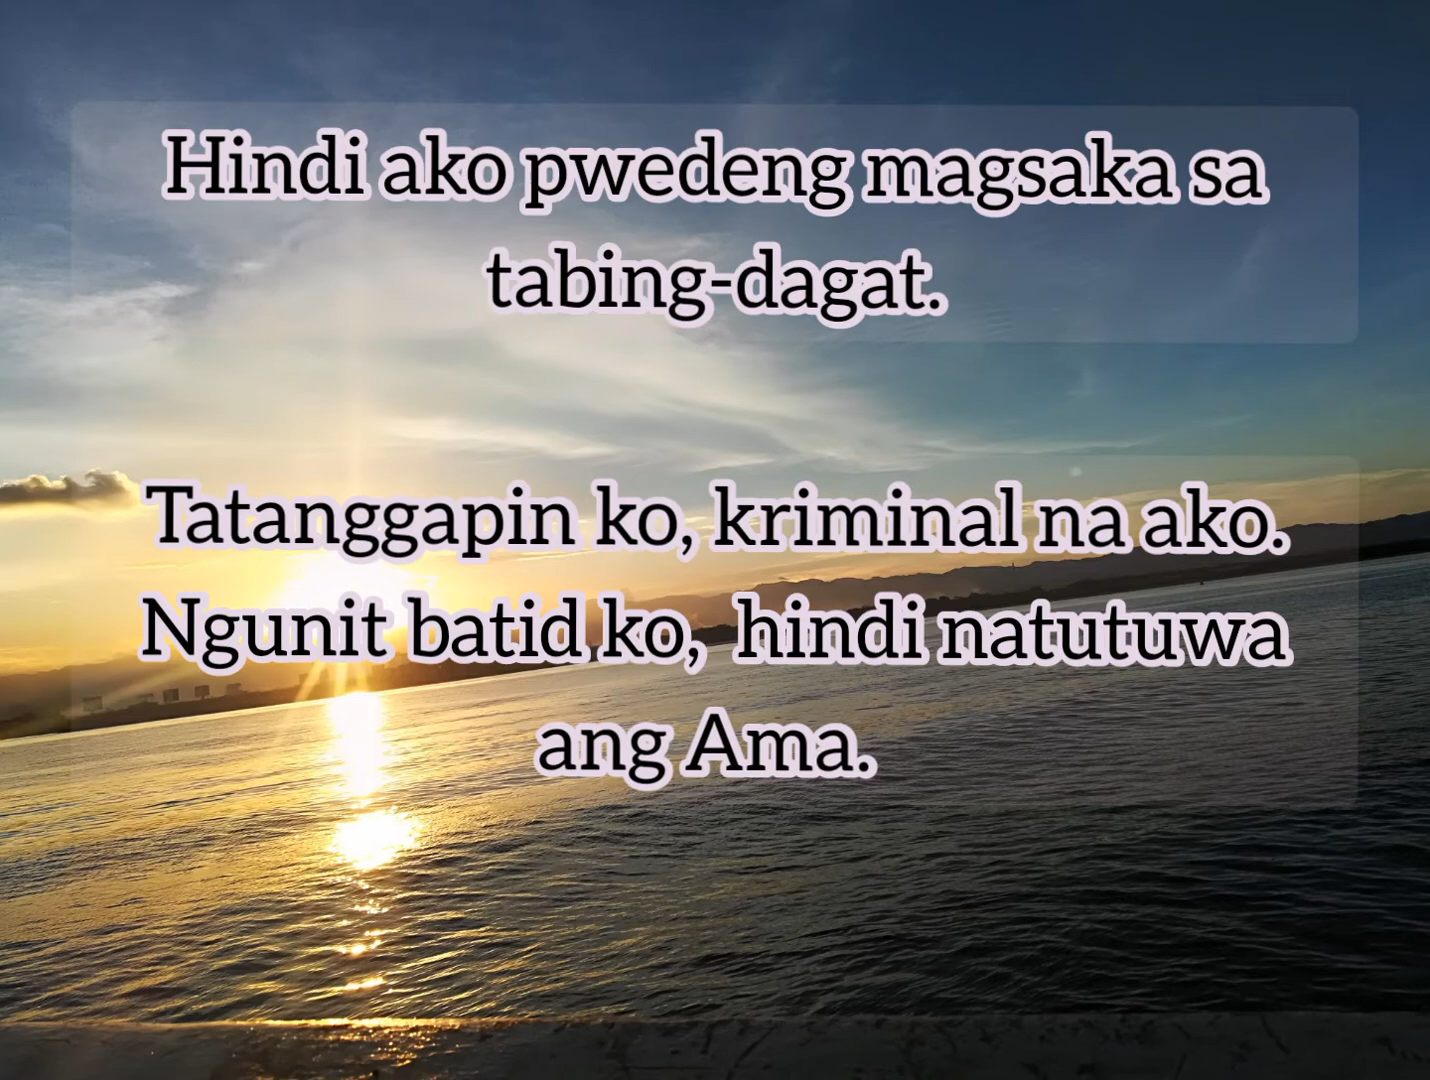 Hindi ako pwedeng magsaka sa
tabing-dagat.
Tatanggapin ko, kriminal na ako.
Ngunit batid ko, hindi natutuwa
ang Ama.